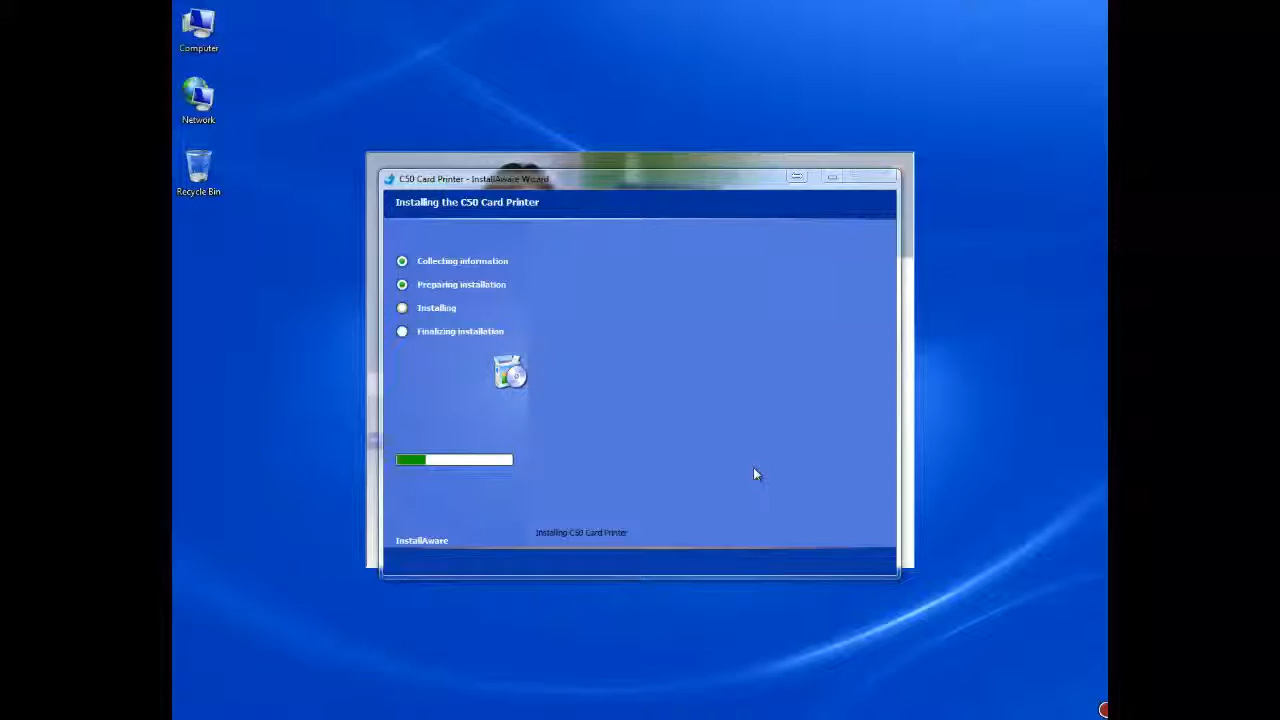 Computer
Network
Recycle Bin
C50 Card Printer - InstallAware Wizard
Installing the C50 Card Printer
Collecting information
Preparing installation
Installing
Finalizing installation
Installing C50 Card Printer
InstallAware